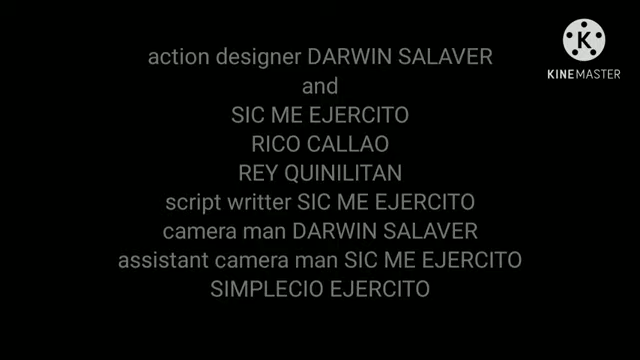 action designer DARWIN SALAVER
and
SIC ME EJERCITO
RICO CALLAO
REY QUINILITAN
script writter SIC ME EJERCITO
camera man DARWIN SALAVER
assistant camera man SIC ME EJERCITO
SIMPLECIO EJERCITO
K
KINEMASTER